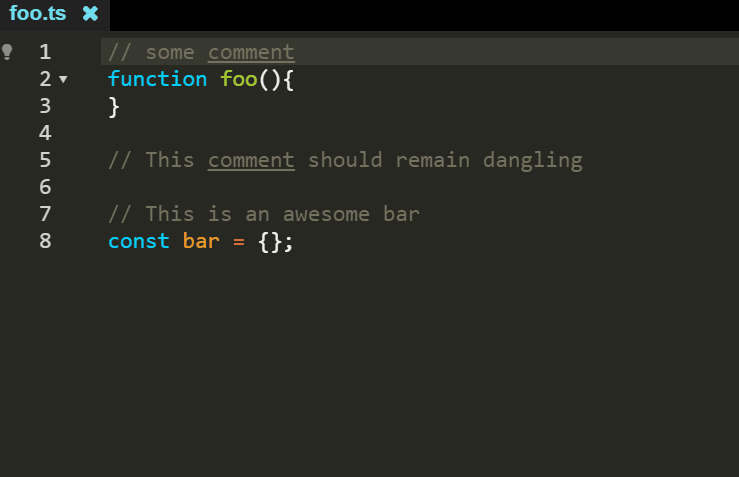 foo.ts ✖
1 // some comment
2 function foo(){
3 }
4
5 // This comment should remain dangling
6
7 // This is an awesome bar
8 const bar = {};